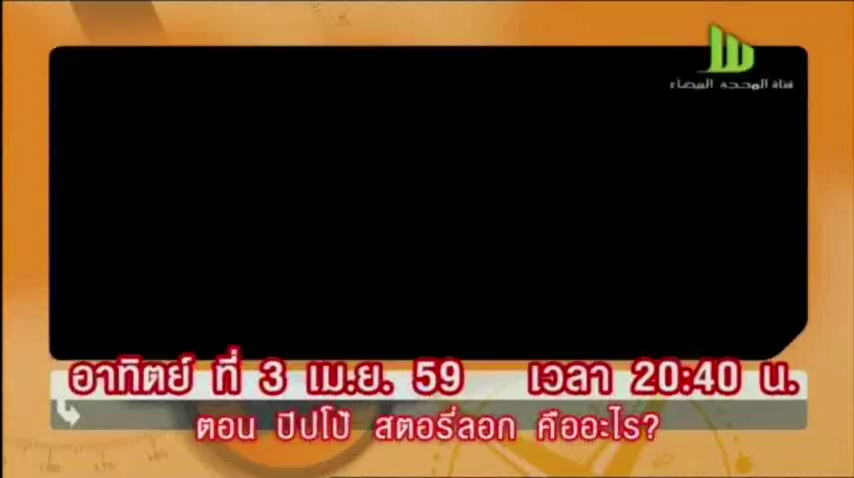 قناة المحجة البيضاء
อาทิตย์ ที่ 3 เม.ย. 59 เวลา 20:40 น.
ตอน ปิปโป้ สตอรี่ลอก คืออะไร?